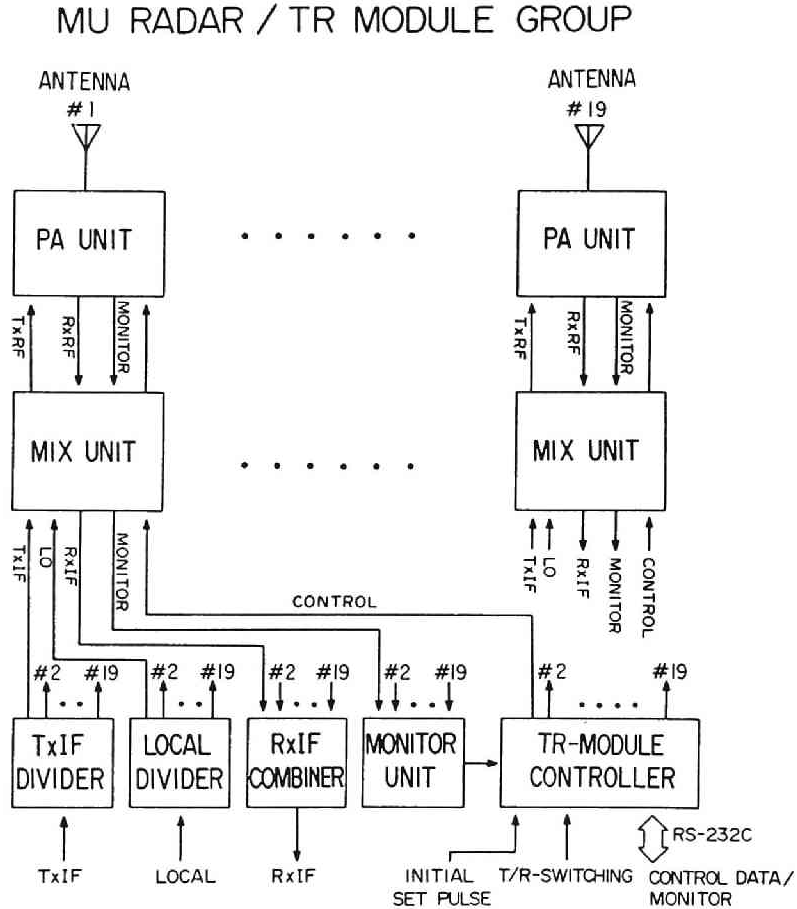 MU RADAR / TR MODULE GROUP
ANTENNA
#1
ANTENNA
#19
PA UNIT
PA UNIT
TxRF
RxRF
MONITOR
TxRF
RxRF
MONITOR
MIX UNIT
MIX UNIT
TxIF
LO
RxIF
MONITOR
TxIF
LO
RxIF
MONITOR
CONTROL
CONTROL
#2
#19
#2
#19
#2
#19
#2
#19
#2
#19
TxIF
DIVIDER
LOCAL
DIVIDER
RxIF
COMBINER
MONITOR
UNIT
TR-MODULE
CONTROLLER
RS-232C
TxIF
LOCAL
RxIF
INITIAL
SET PULSE
T/R-SWITCHING
CONTROL DATA/
MONITOR